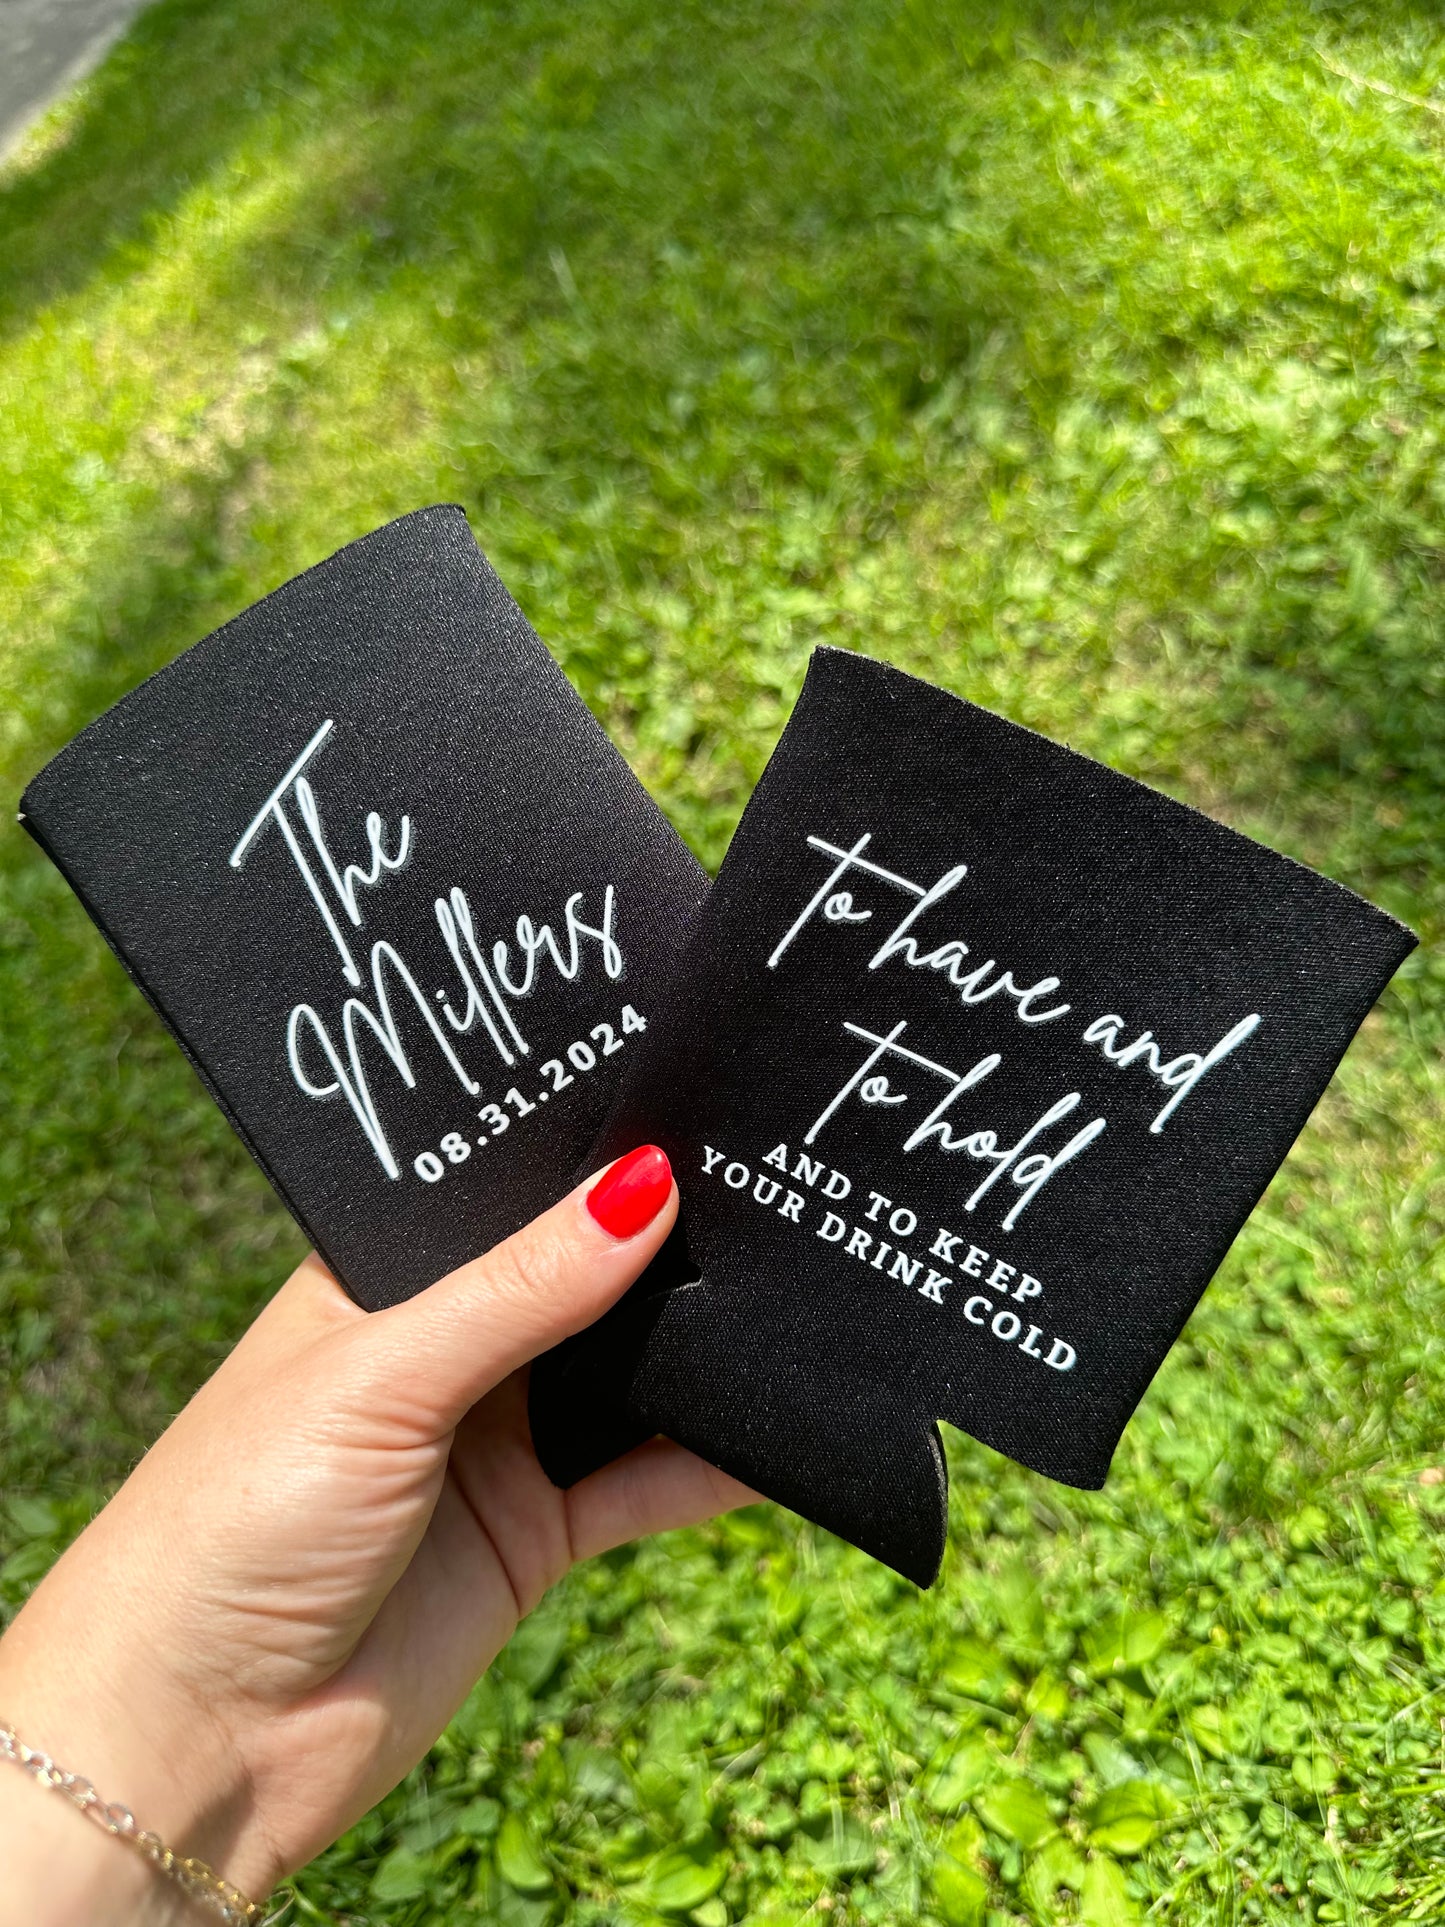 The
Millers
08.31.2024
To have and
To hold
AND TO KEEP
YOUR DRINK COLD